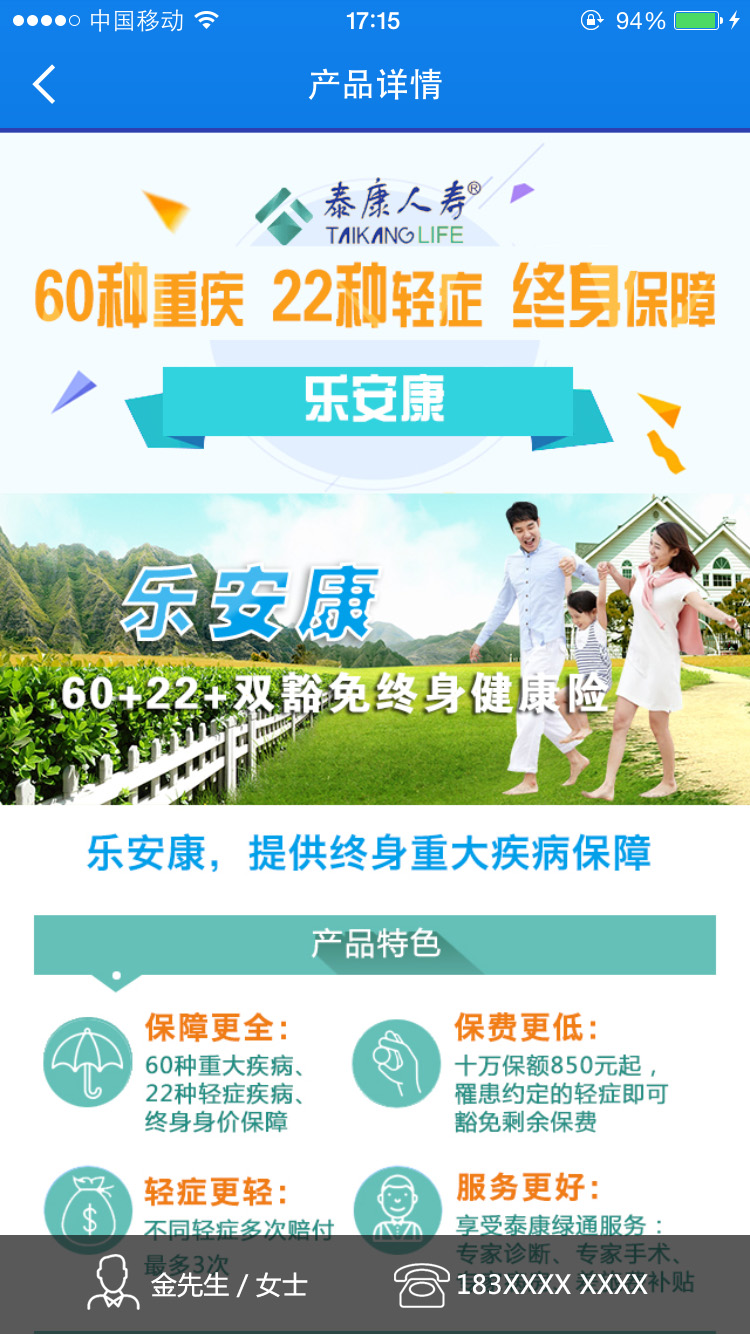 中国移动 17:15 94%
产品详情
泰康人寿®
TAIKANG LIFE
60种重疾 22种轻症 终身保障
乐安康
乐安康
60+22+双豁免终身健康险
乐安康，提供终身重大疾病保障
产品特色
保障更全：
60种重大疾病、
22种轻症疾病、
终身身价保障
保费更低：
十万保额850元起，
罹患约定的轻症即可
豁免剩余保费
轻症更轻：
不同轻症多次赔付
最多3次
服务更好：
享受泰康绿通服务：
专家诊断、专家手术、
补贴
金先生 / 女士
183XXXX XXXX